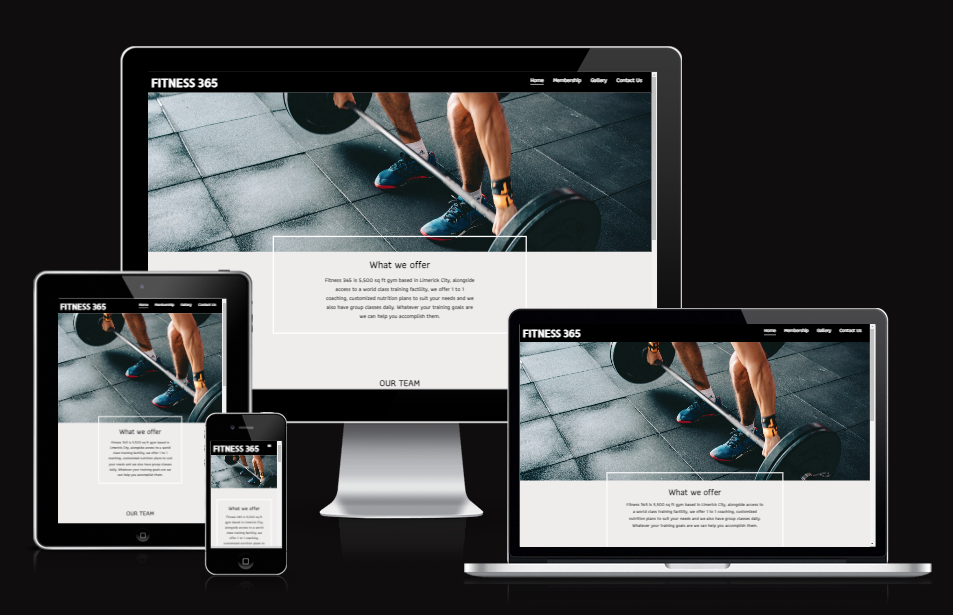 FITNESS 365
Home Membership Gallery Contact Us
What we offer
Fitness 365 is 5,500 sq ft gym based in Limerick City, alongside
access to a world class training factility, we offer 1 to 1
coaching, customized nutrition plans to suit your needs and we
also have group classes daily. Whatever your training goals are
we can help you accomplish them.
OUR TEAM
FITNESS 365
Home Membership Gallery Contact Us
What we offer
Fitness 365 is 5,500 sq ft gym based in
Limerick City, alongside access to a world
class training factility, we offer 1 to 1
coaching, customized nutrition plans to suit
your needs and we also have group classes
daily. Whatever your training goals are we
can help you accomplish them.
OUR TEAM
FITNESS 365
What we offer
Fitness 365 is 5,500 sq ft
gym based in Limerick City,
alongside access to a world
class training factility, we
offer 1 to 1 coaching,
customized nutrition plans to
FITNESS 365
Home Membership Gallery Contact Us
What we offer
Fitness 365 is 5,500 sq ft gym based in Limerick City, alongside access to
a world class training factility, we offer 1 to 1 coaching, customized
nutrition plans to suit your needs and we also have group classes daily.
Whatever your training goals are we can help you accomplish them.